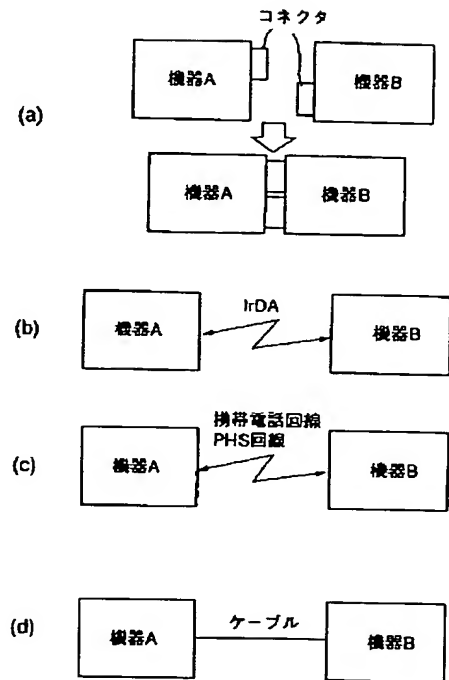 コネクタ
機器A
機器B
(a)
機器A
機器B
IrDA
(b)
機器A
機器B
携帯電話回線
PHS回線
(c)
機器A
機器B
ケーブル
(d)
機器A
機器B